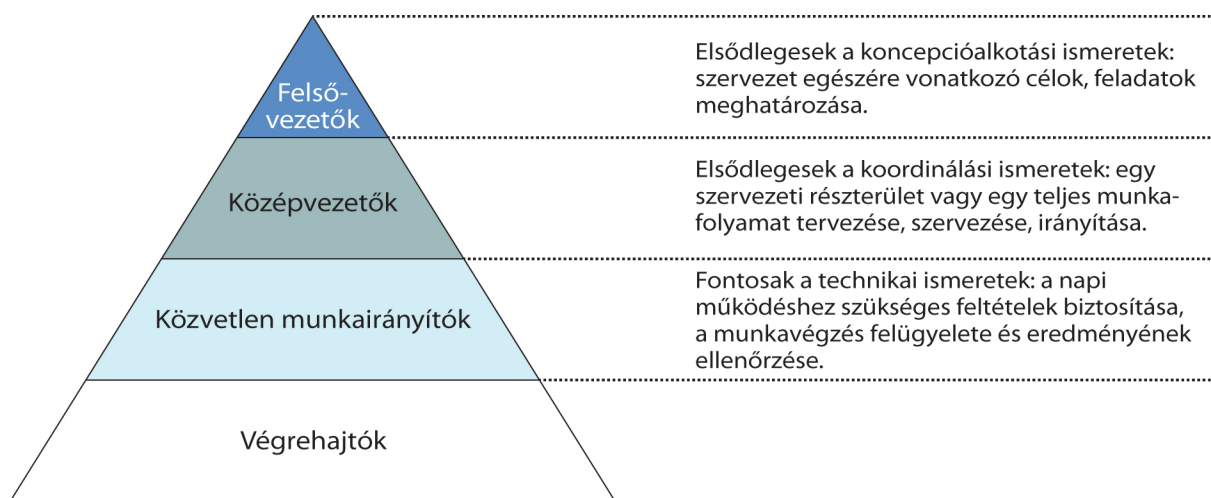 Felső-
vezetők
Elsődlegesek a koncepcióalkotási ismeretek:
szervezet egészére vonatkozó célok, feladatok
meghatározása.
Középvezetők
Elsődlegesek a koordinálási ismeretek: egy
szervezeti részterület vagy egy teljes munka-
folyamat tervezése, szervezése, irányítása.
Közvetlen munkairányítók
Fontosak a technikai ismeretek: a napi
működéshez szükséges feltételek biztosítása,
a munkavégzés felügyelete és eredményének
ellenőrzése.
Végrehajtók